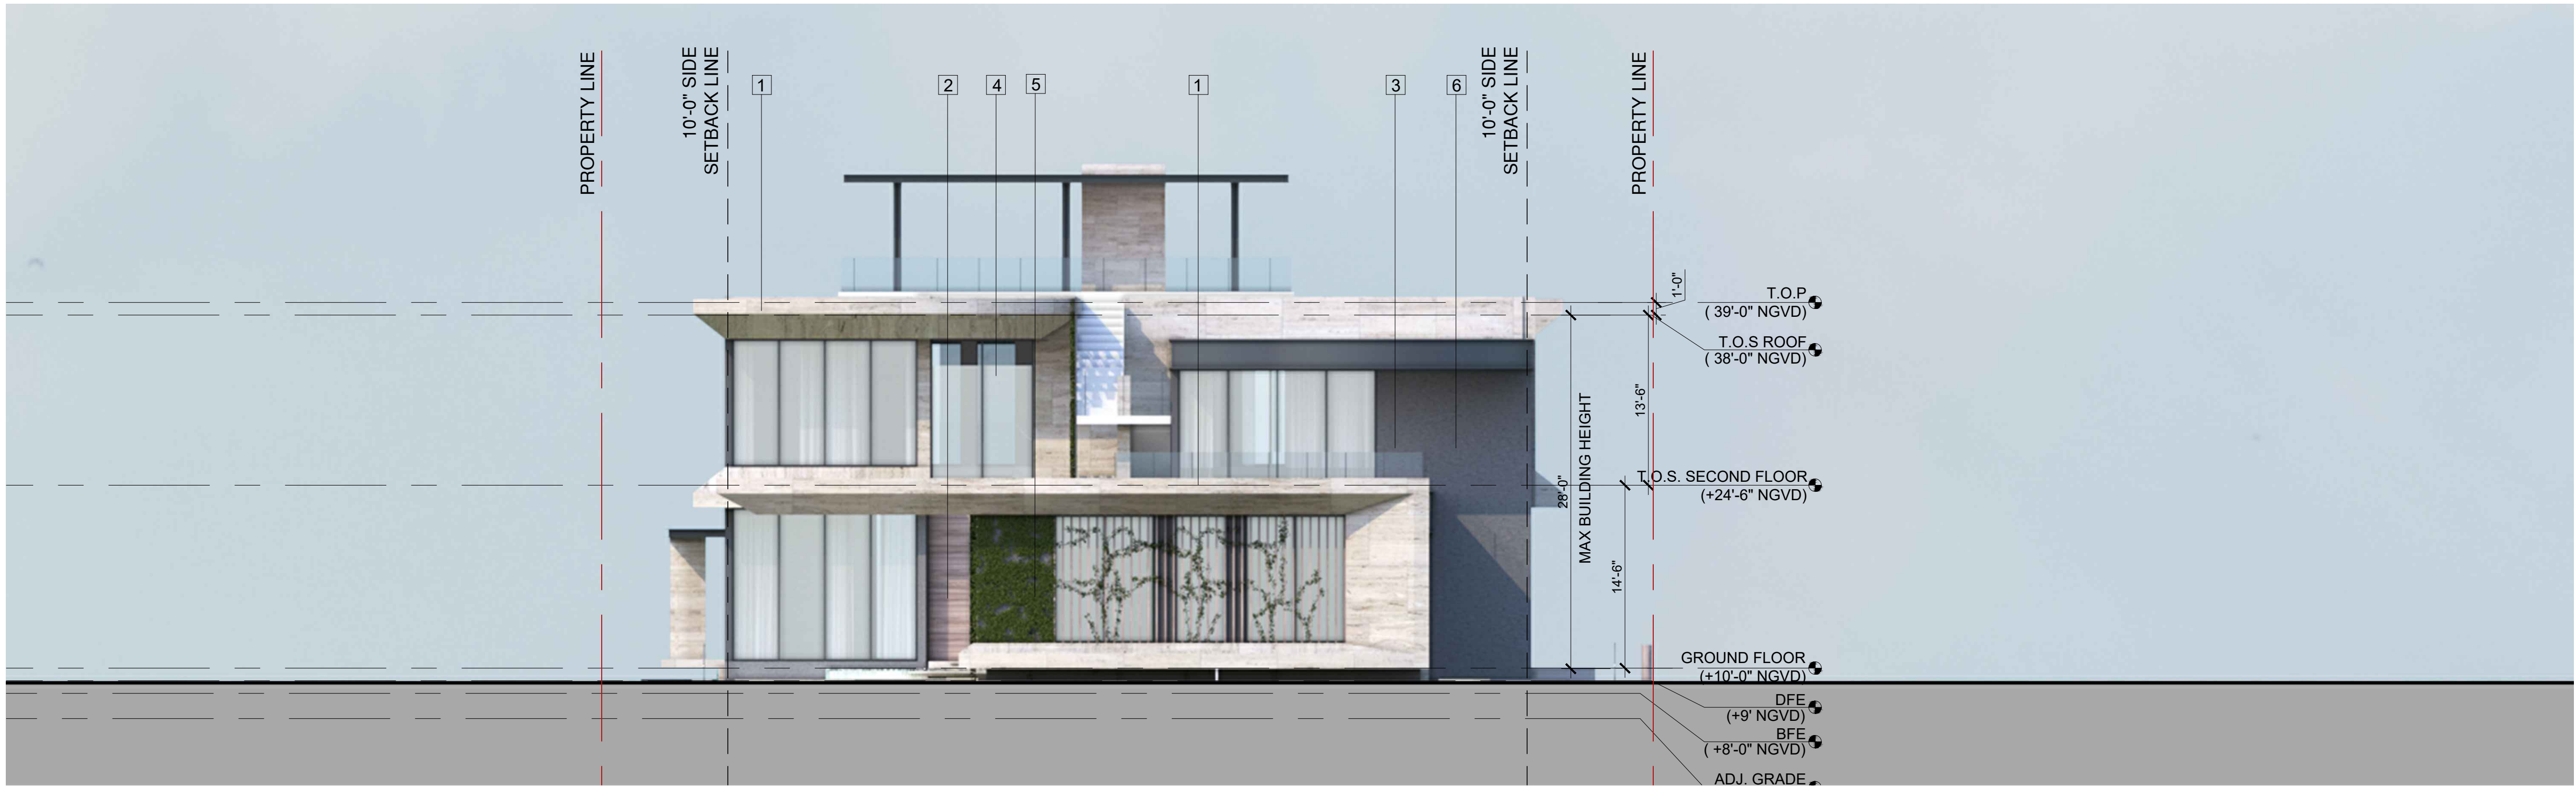 PROPERTY LINE
10'-0" SIDE
SETBACK LINE
1
2
4
5
1
3
6
10'-0" SIDE
SETBACK LINE
PROPERTY LINE
1'-0"
T.O.P
( 39'-0" NGVD)
T.O.S ROOF
( 38'-0" NGVD)
13'-6"
28'-0"
MAX BUILDING HEIGHT
T.O.S. SECOND FLOOR
(+24'-6" NGVD)
14'-6"
GROUND FLOOR
(+10'-0" NGVD)
DFE
(+9' NGVD)
BFE
( +8'-0" NGVD)
ADJ. GRADE